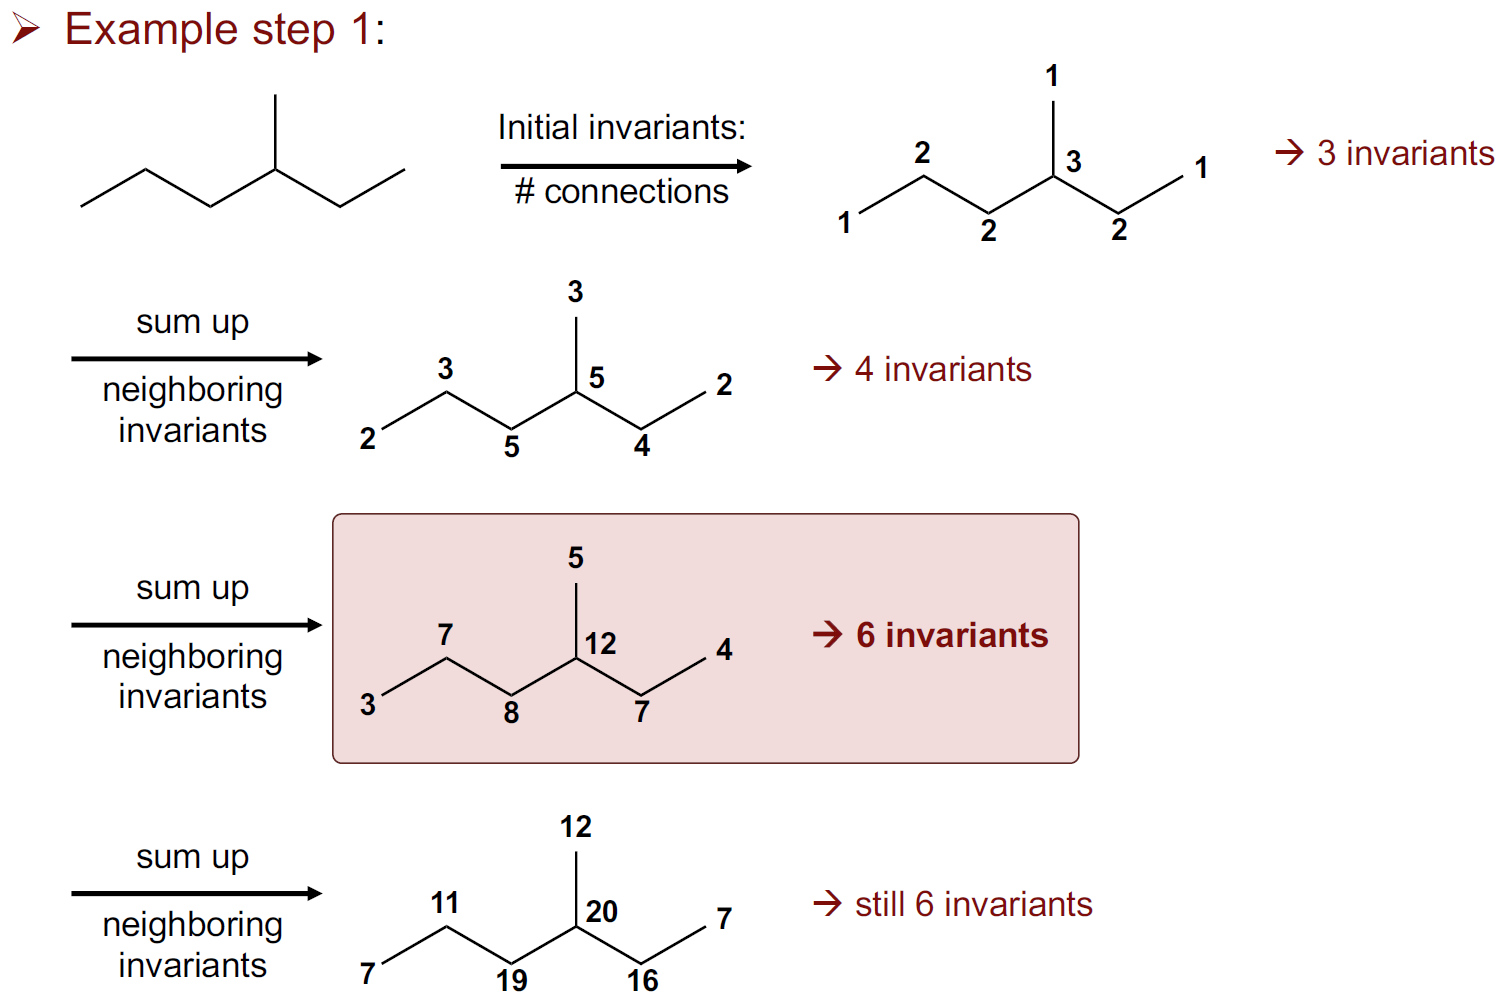 ➢ Example step 1:
Initial invariants:
# connections
1
2
3
1
1
2
2
→ 3 invariants
sum up
neighboring
invariants
3
3
5
2
2
5
4
→ 4 invariants
sum up
neighboring
invariants
5
7
12
4
3
8
7
→ 6 invariants
sum up
neighboring
invariants
12
11
20
7
7
19
16
→ still 6 invariants